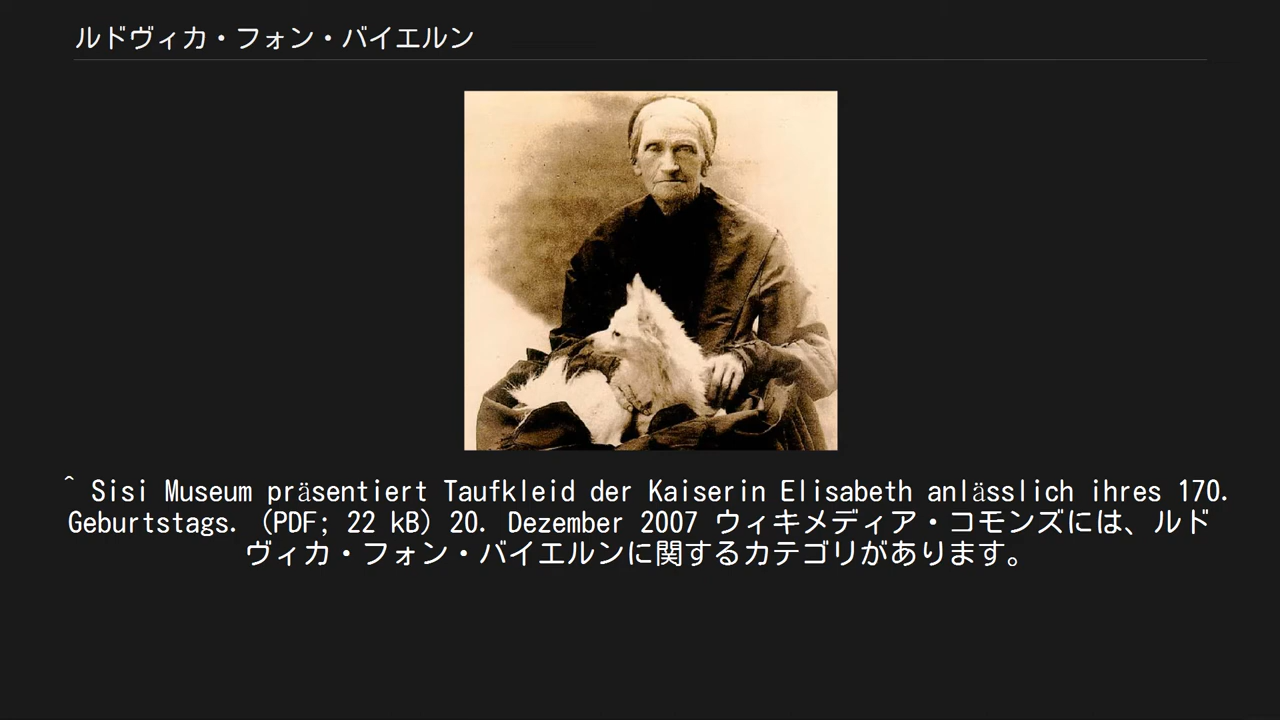 ルドヴィカ・フォン・バイエルン
^ Sisi Museum präsentiert Taufkleid der Kaiserin Elisabeth anlässlich ihres 170.
Geburtstags. (PDF; 22 kB) 20. Dezember 2007 ウィキメディア・コモンズには、ルド
ヴィカ・フォン・バイエルンに関するカテゴリがあります。